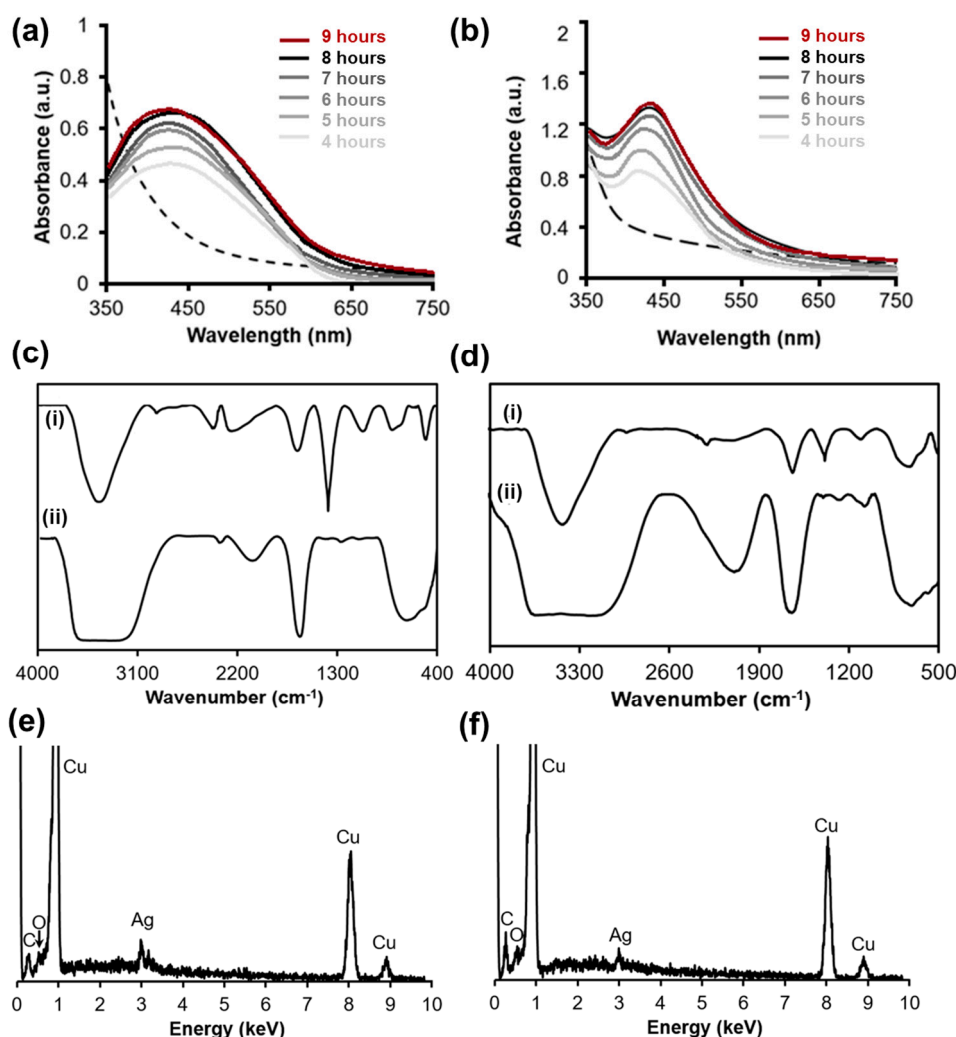 (a)
1
0.8
0.6
0.4
0.2
0
Absorbance (a.u.)
9 hours
8 hours
7 hours
6 hours
5 hours
4 hours
350 450 550 650 750
Wavelength (nm)
(b)
2
1.6
1.2
0.8
0.4
0
Absorbance (a.u.)
9 hours
8 hours
7 hours
6 hours
5 hours
4 hours
350 450 550 650 750
Wavelength (nm)
(c)
(i)
(ii)
4000 3100 2200 1300 400
Wavenumber (cm⁻¹)
(d)
(i)
(ii)
4000 3300 2600 1900 1200 500
Wavenumber (cm⁻¹)
(e)
Cu
Cu
O
C
Ag
Cu
0 1 2 3 4 5 6 7 8 9 10
Energy (keV)
(f)
Cu
Cu
C
O
Ag
Cu
0 1 2 3 4 5 6 7 8 9 10
Energy (keV)